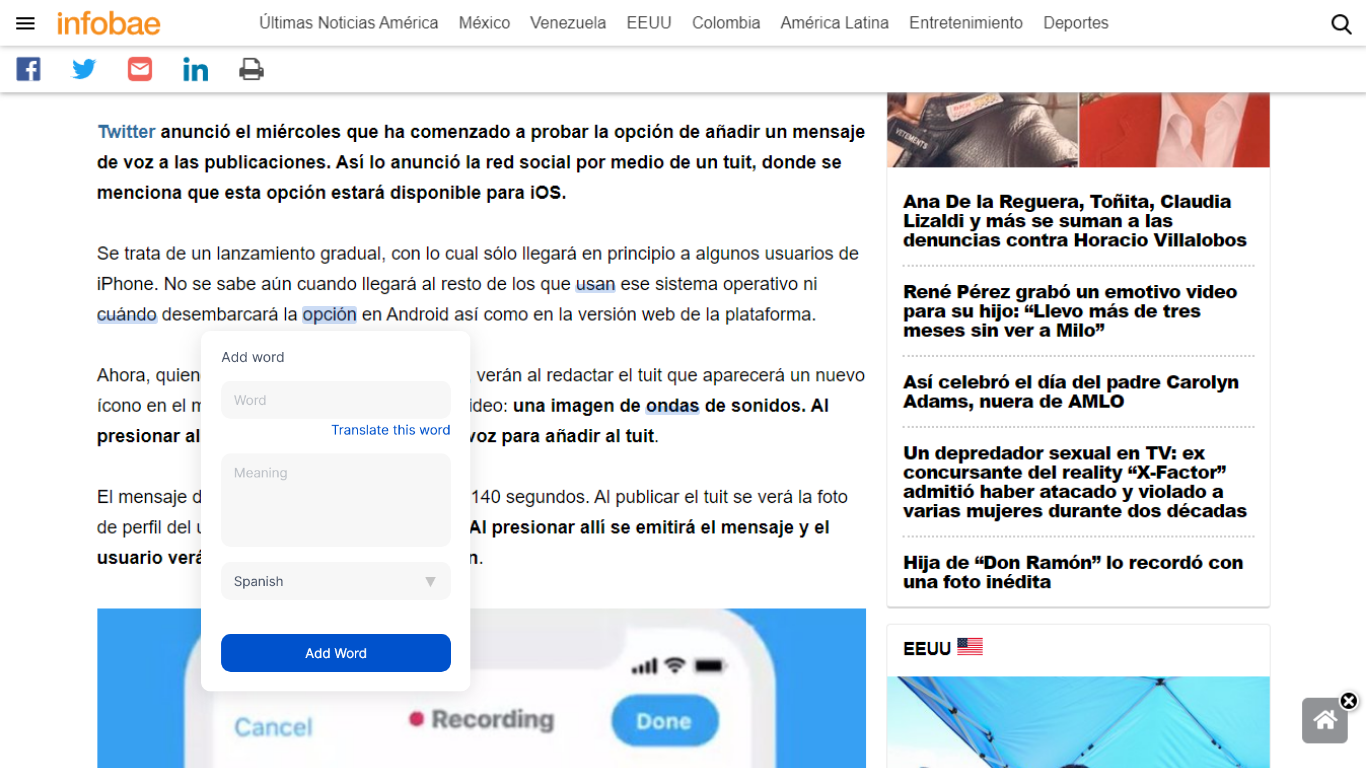 infobae
Últimas Noticias América México Venezuela EEUU Colombia América Latina Entretenimiento Deportes
Twitter anunció el miércoles que ha comenzado a probar la opción de añadir un mensaje
de voz a las publicaciones. Así lo anunció la red social por medio de un tuit, donde se
menciona que esta opción estará disponible para iOS.
Se trata de un lanzamiento gradual, con lo cual sólo llegará en principio a algunos usuarios de
iPhone. No se sabe aún cuando llegará al resto de los que usan ese sistema operativo ni
cuándo desembarcará la opción en Android así como en la versión web de la plataforma.
Ahora, quien verán al redactar el tuit que aparecerá un nuevo
ícono en el m ideo: una imagen de ondas de sonidos. Al
presionar al voz para añadir al tuit.
El mensaje d 140 segundos. Al publicar el tuit se verá la foto
de perfil del u Al presionar allí se emitirá el mensaje y el
usuario verá n.
Add word
Word
Translate this word
Meaning
Spanish
Add Word
Cancel
Recording
Done
VETEMENTS
Ana De la Reguera, Toñita, Claudia
Lizaldi y más se suman a las
denuncias contra Horacio Villalobos
René Pérez grabó un emotivo video
para su hijo: “Llevo más de tres
meses sin ver a Milo”
Así celebró el día del padre Carolyn
Adams, nuera de AMLO
Un depredador sexual en TV: ex
concursante del reality “X-Factor”
admitió haber atacado y violado a
varias mujeres durante dos décadas
Hija de “Don Ramón” lo recordó con
una foto inédita
EEUU